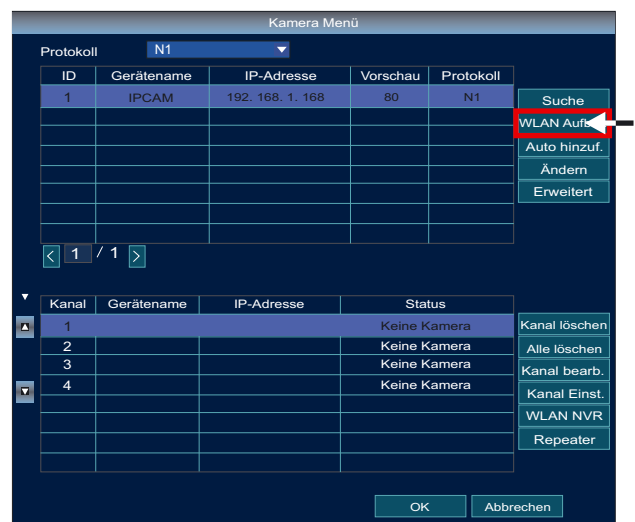 Kamera Menü
Protokoll N1
ID Gerätename IP-Adresse Vorschau Protokoll
1 IPCAM 192. 168. 1. 168 80 N1
Suche
WLAN
Auto hinzuf.
Ändern
Erweitert
< 1 / 1 >
Kanal Gerätename IP-Adresse Status
1 Keine Kamera
2 Keine Kamera
3 Keine Kamera
4 Keine Kamera
Kanal löschen
Alle löschen
Kanal bearb.
Kanal Einst.
WLAN NVR
Repeater
OK Abbrechen